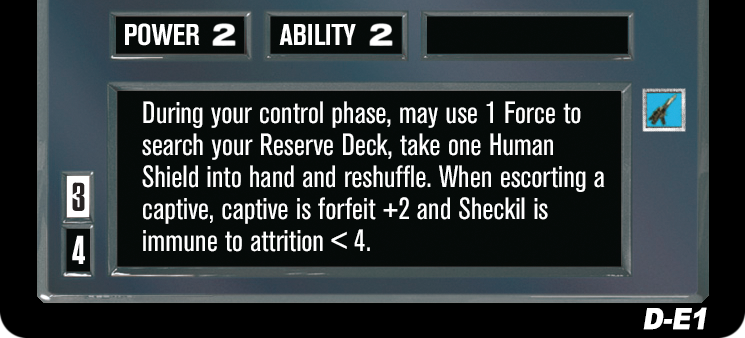 POWER 2 ABILITY 2
During your control phase, may use 1 Force to
search your Reserve Deck, take one Human
Shield into hand and reshuffle. When escorting a
captive, captive is forfeit +2 and Sheckil is
immune to attrition < 4.
3
4
D-E1